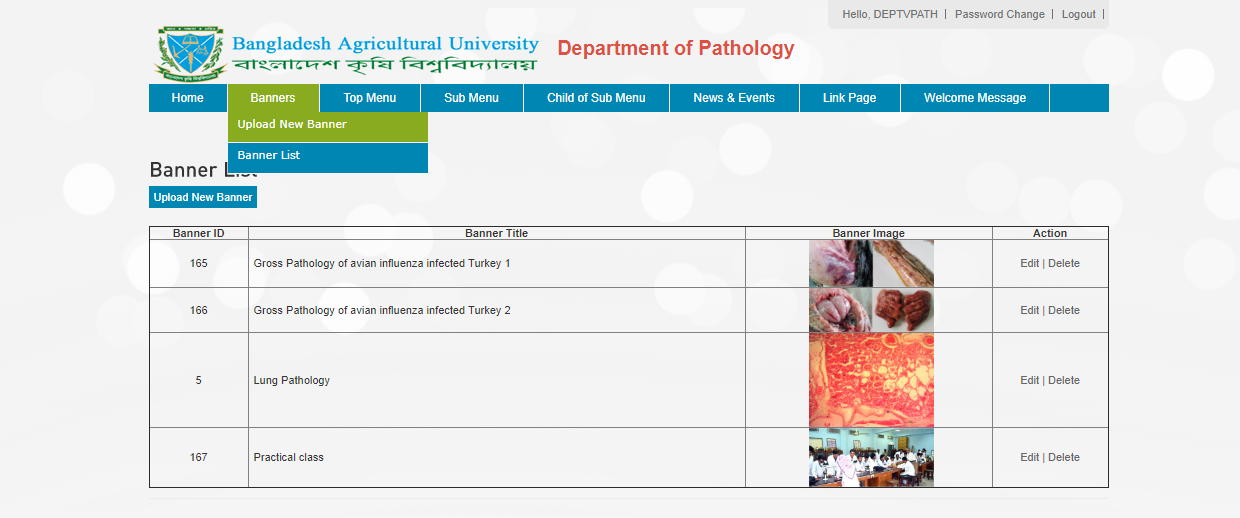 Hello, DEPTVPATH | Password Change | Logout |
Bangladesh Agricultural University
বাংলাদেশ কৃষি বিশ্ববিদ্যালয়
Department of Pathology
Home Banners Top Menu Sub Menu Child of Sub Menu News & Events Link Page Welcome Message
Upload New Banner
Banner List
Banner List
Upload New Banner
Banner ID Banner Title Banner Image Action
165 Gross Pathology of avian influenza infected Turkey 1 Edit | Delete
166 Gross Pathology of avian influenza infected Turkey 2 Edit | Delete
5 Lung Pathology Edit | Delete
167 Practical class Edit | Delete